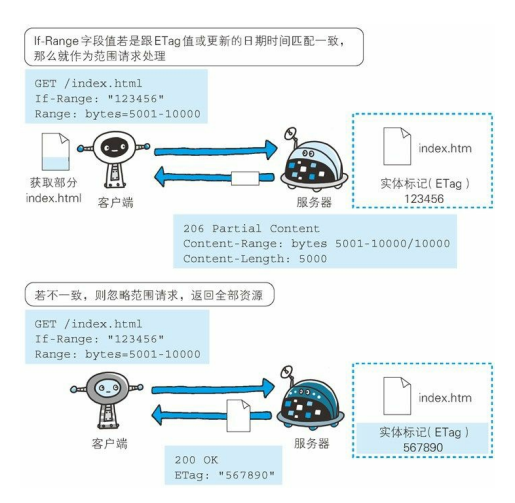 If-Range字段值若是跟ETag值或更新的日期时间匹配一致，
那么就作为范围请求处理
GET /index.html
If-Range: "123456"
Range: bytes=5001-10000
获取部分
index.html
客户端
服务器
index.htm
实体标记（ETag）
123456
206 Partial Content
Content-Range: bytes 5001-10000/10000
Content-Length: 5000
若不一致，则忽略范围请求，返回全部资源
GET /index.html
If-Range: "123456"
Range: bytes=5001-10000
客户端
服务器
index.htm
实体标记（ETag）
567890
200 OK
ETag: "567890"